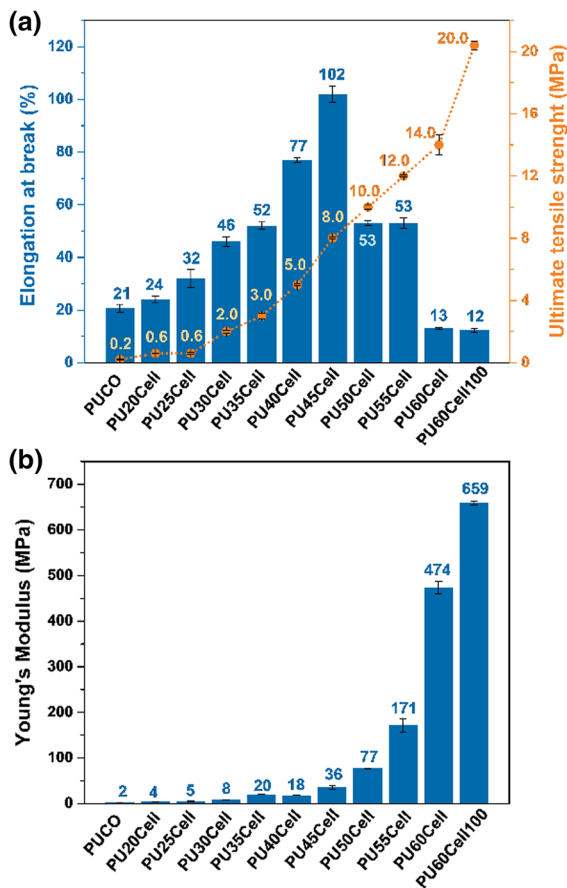 (a)
Elongation at break (%)
Ultimate tensile strenght (MPa)
120
100
80
60
40
20
0
20
16
12
8
4
0
21
24
32
46
52
77
102
53
53
13
12
0.2
0.6
0.6
2.0
3.0
5.0
8.0
10.0
12.0
14.0
20.0
PUCO
PU20Cell
PU25Cell
PU30Cell
PU35Cell
PU40Cell
PU45Cell
PU50Cell
PU55Cell
PU60Cell
PU60Cell100
(b)
Young's Modulus (MPa)
700
600
500
400
300
200
100
0
2
4
5
8
20
18
36
77
171
474
659
PUCO
PU20Cell
PU25Cell
PU30Cell
PU35Cell
PU40Cell
PU45Cell
PU50Cell
PU55Cell
PU60Cell
PU60Cell100